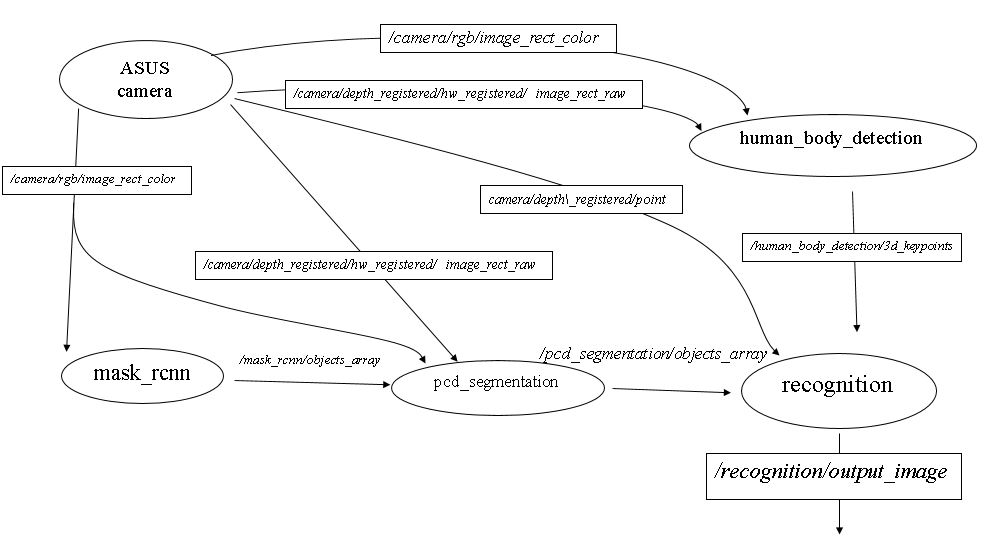 /camera/rgb/image_rect_color
ASUS
camera
/camera/depth_registered/hw_registered/ image_rect_raw
human_body_detection
/camera/rgb/image_rect_color
camera/depth\_registered/point
/human_body_detection/3d_keypoints
/camera/depth_registered/hw_registered/ image_rect_raw
/mask_rcnn/objects_array
/pcd_segmentation/objects_array
mask_rcnn
pcd_segmentation
recognition
/recognition/output_image